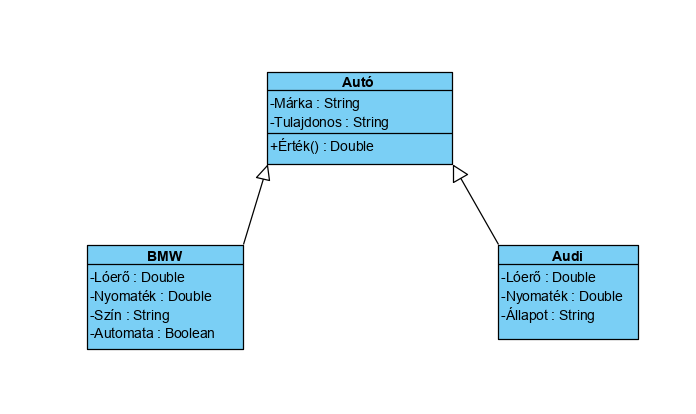 Autó
-Márka : String
-Tulajdonos : String
+Érték() : Double
BMW
-Lóerő : Double
-Nyomaték : Double
-Szín : String
-Automata : Boolean
Audi
-Lóerő : Double
-Nyomaték : Double
-Állapot : String